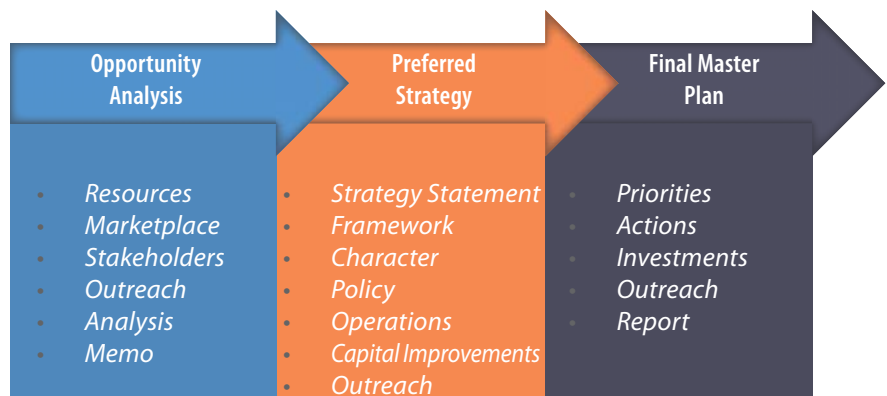 Opportunity
Analysis
• Resources
• Marketplace
• Stakeholders
• Outreach
• Analysis
• Memo
Preferred
Strategy
• Strategy Statement
• Framework
• Character
• Policy
• Operations
• Capital Improvements
• Outreach
Final Master
Plan
• Priorities
• Actions
• Investments
• Outreach
• Report